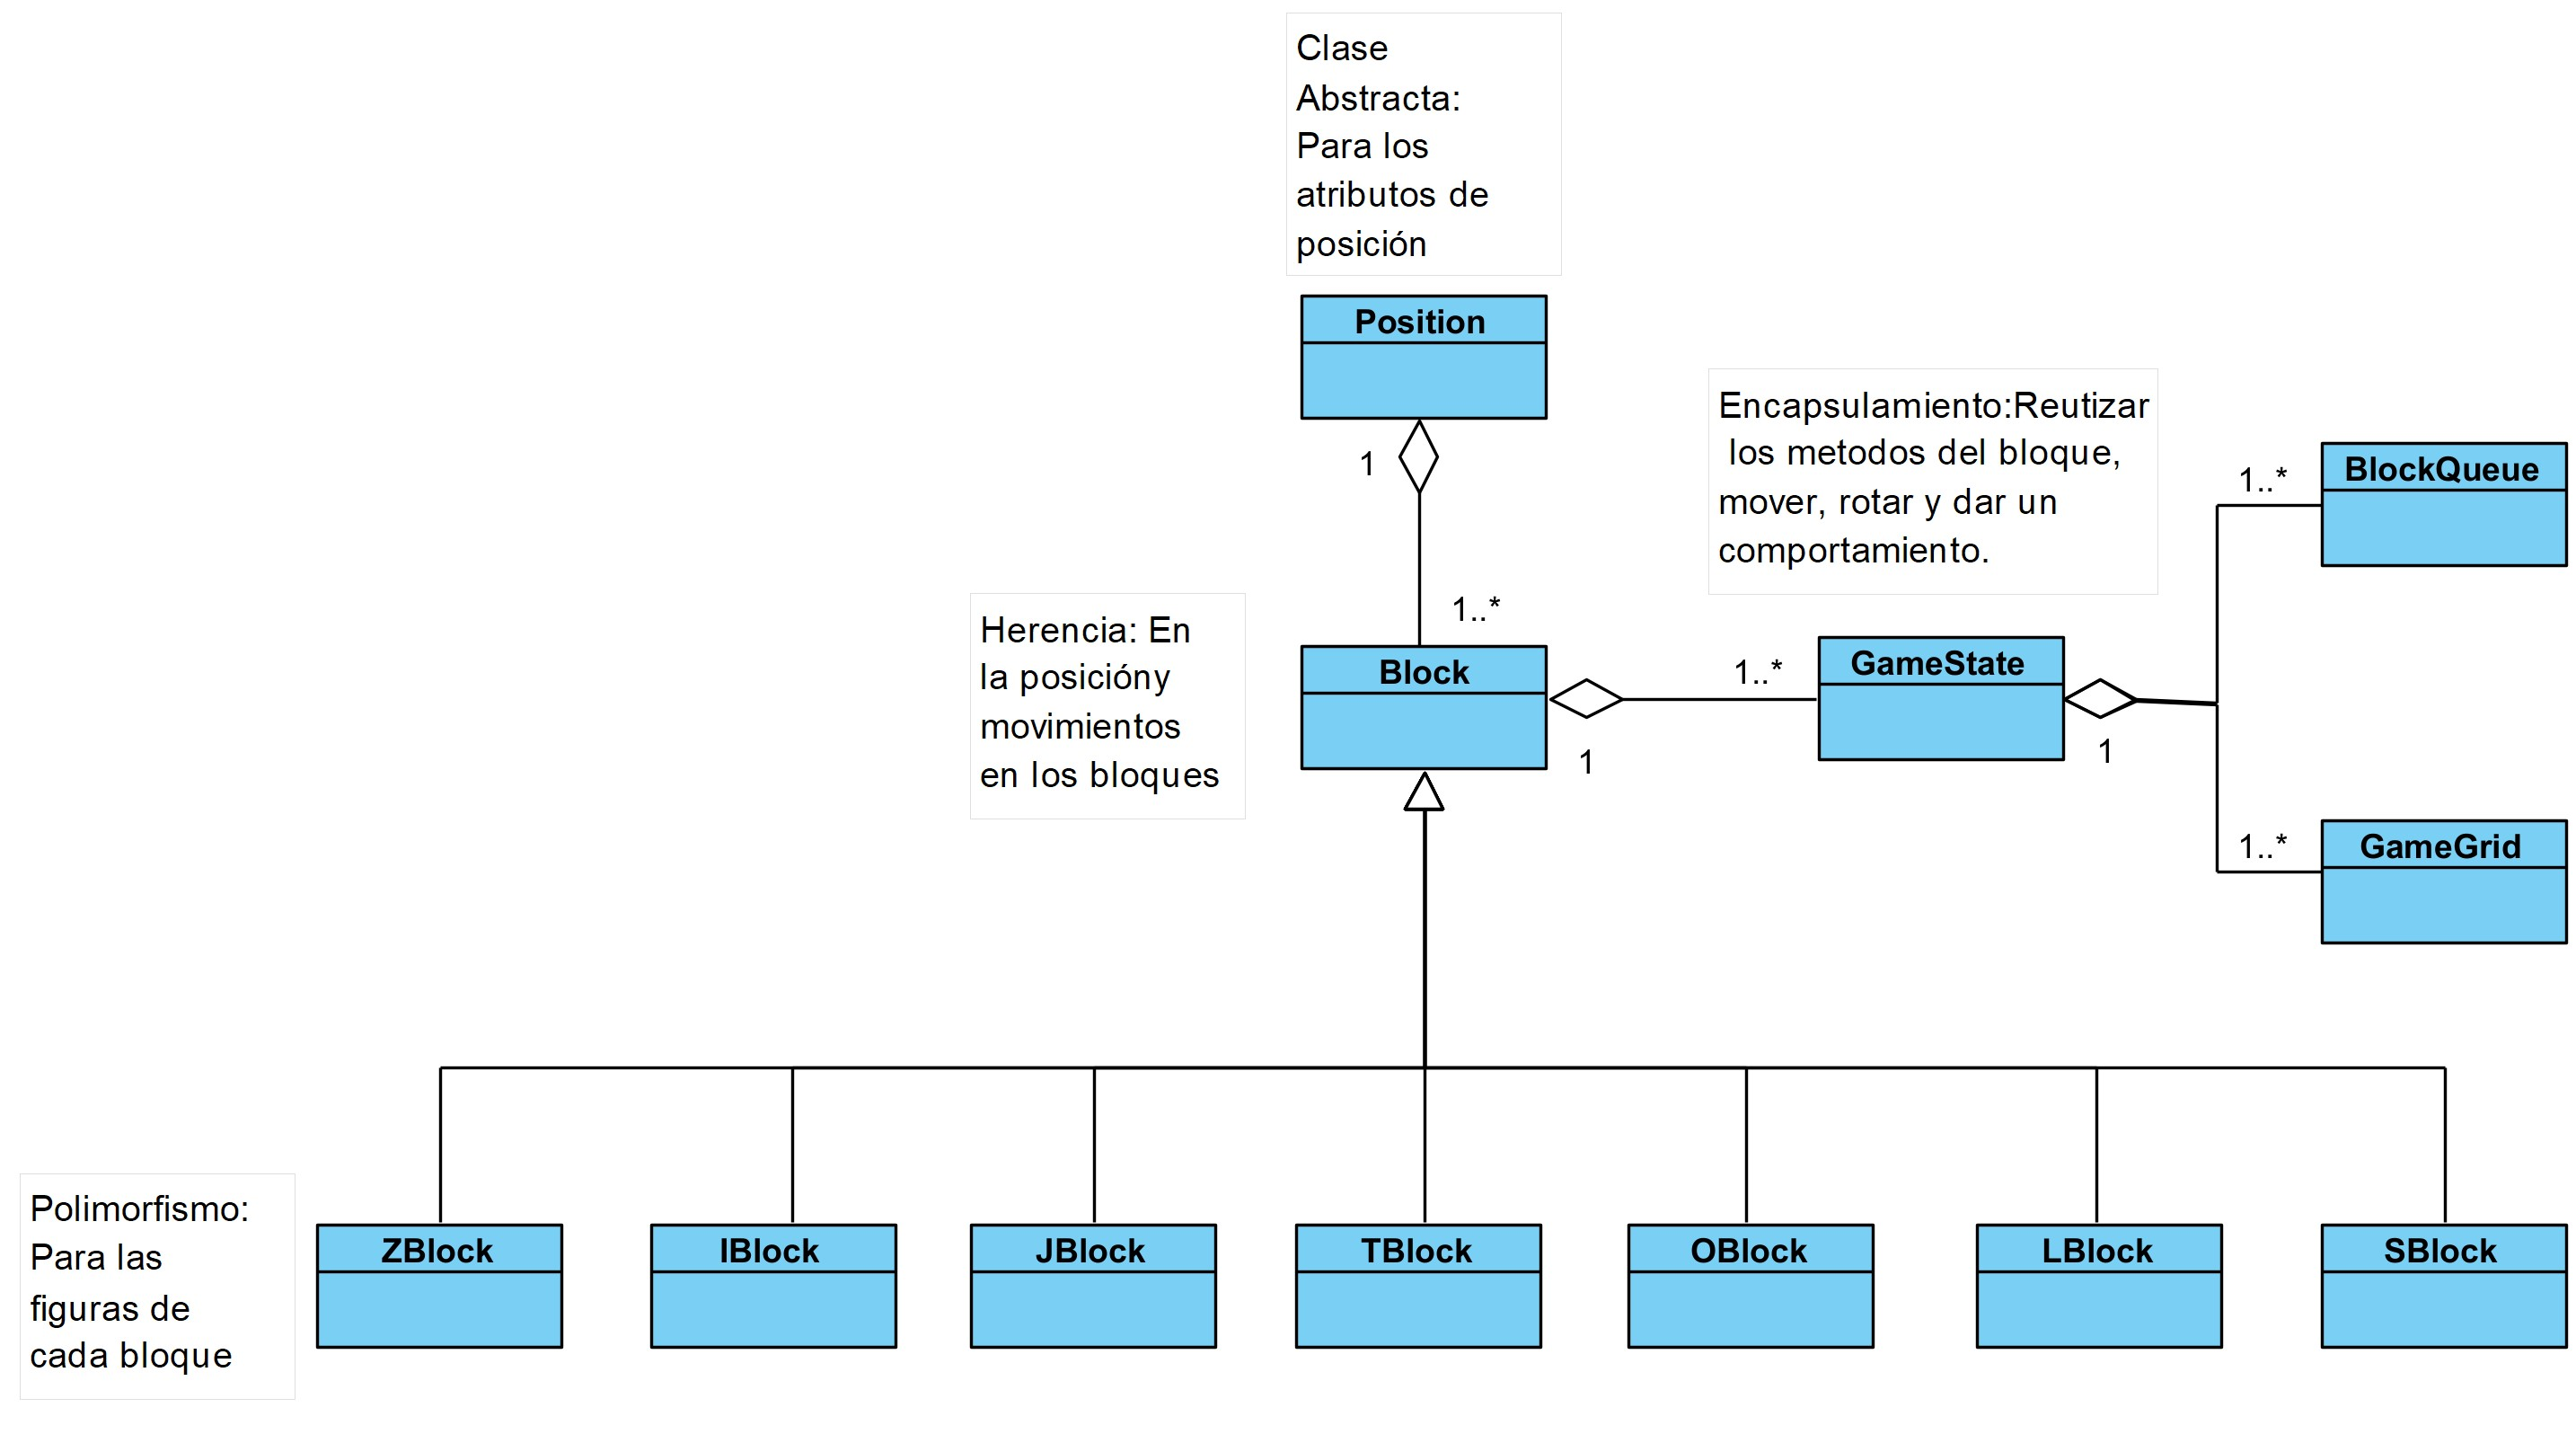 Clase
Abstracta:
Para los
atributos de
posición
Position
1
1..*
Encapsulamiento:Reutizar
los metodos del bloque,
mover, rotar y dar un
comportamiento.
BlockQueue
1..*
Herencia: En
la posicióny
movimientos
en los bloques
Block
1
1..*
GameState
1
1..*
GameGrid
Polimorfismo:
Para las
figuras de
cada bloque
ZBlock
IBlock
JBlock
TBlock
OBlock
LBlock
SBlock